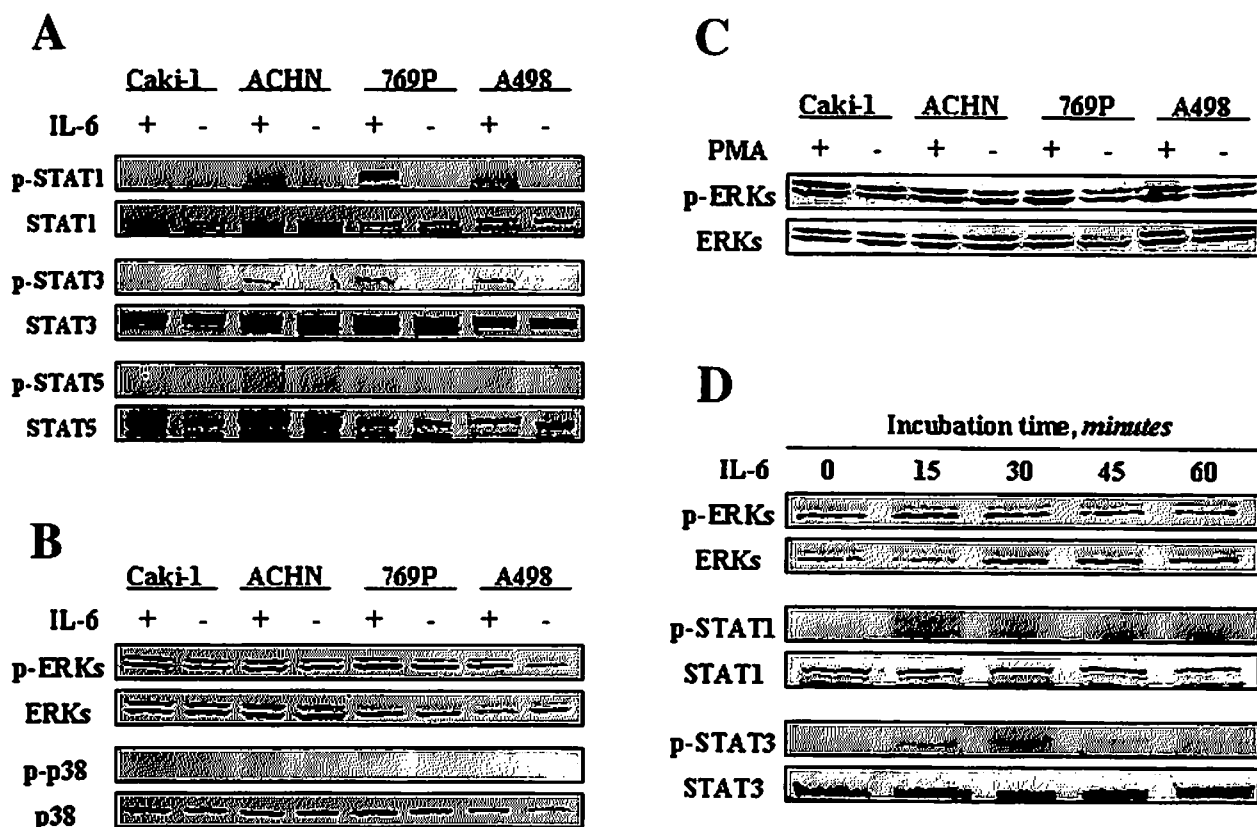 A
Caki-1 ACHN 769P A498
IL-6 + - + - + - + -
p-STAT1
STAT1
p-STAT3
STAT3
p-STAT5
STAT5
B
Caki-1 ACHN 769P A498
IL-6 + - + - + - + -
p-ERKs
ERKs
p-p38
p38
C
Caki-1 ACHN 769P A498
PMA + - + - + - + -
p-ERKs
ERKs
D
Incubation time, minutes
IL-6 0 15 30 45 60
p-ERKs
ERKs
p-STAT1
STAT1
p-STAT3
STAT3